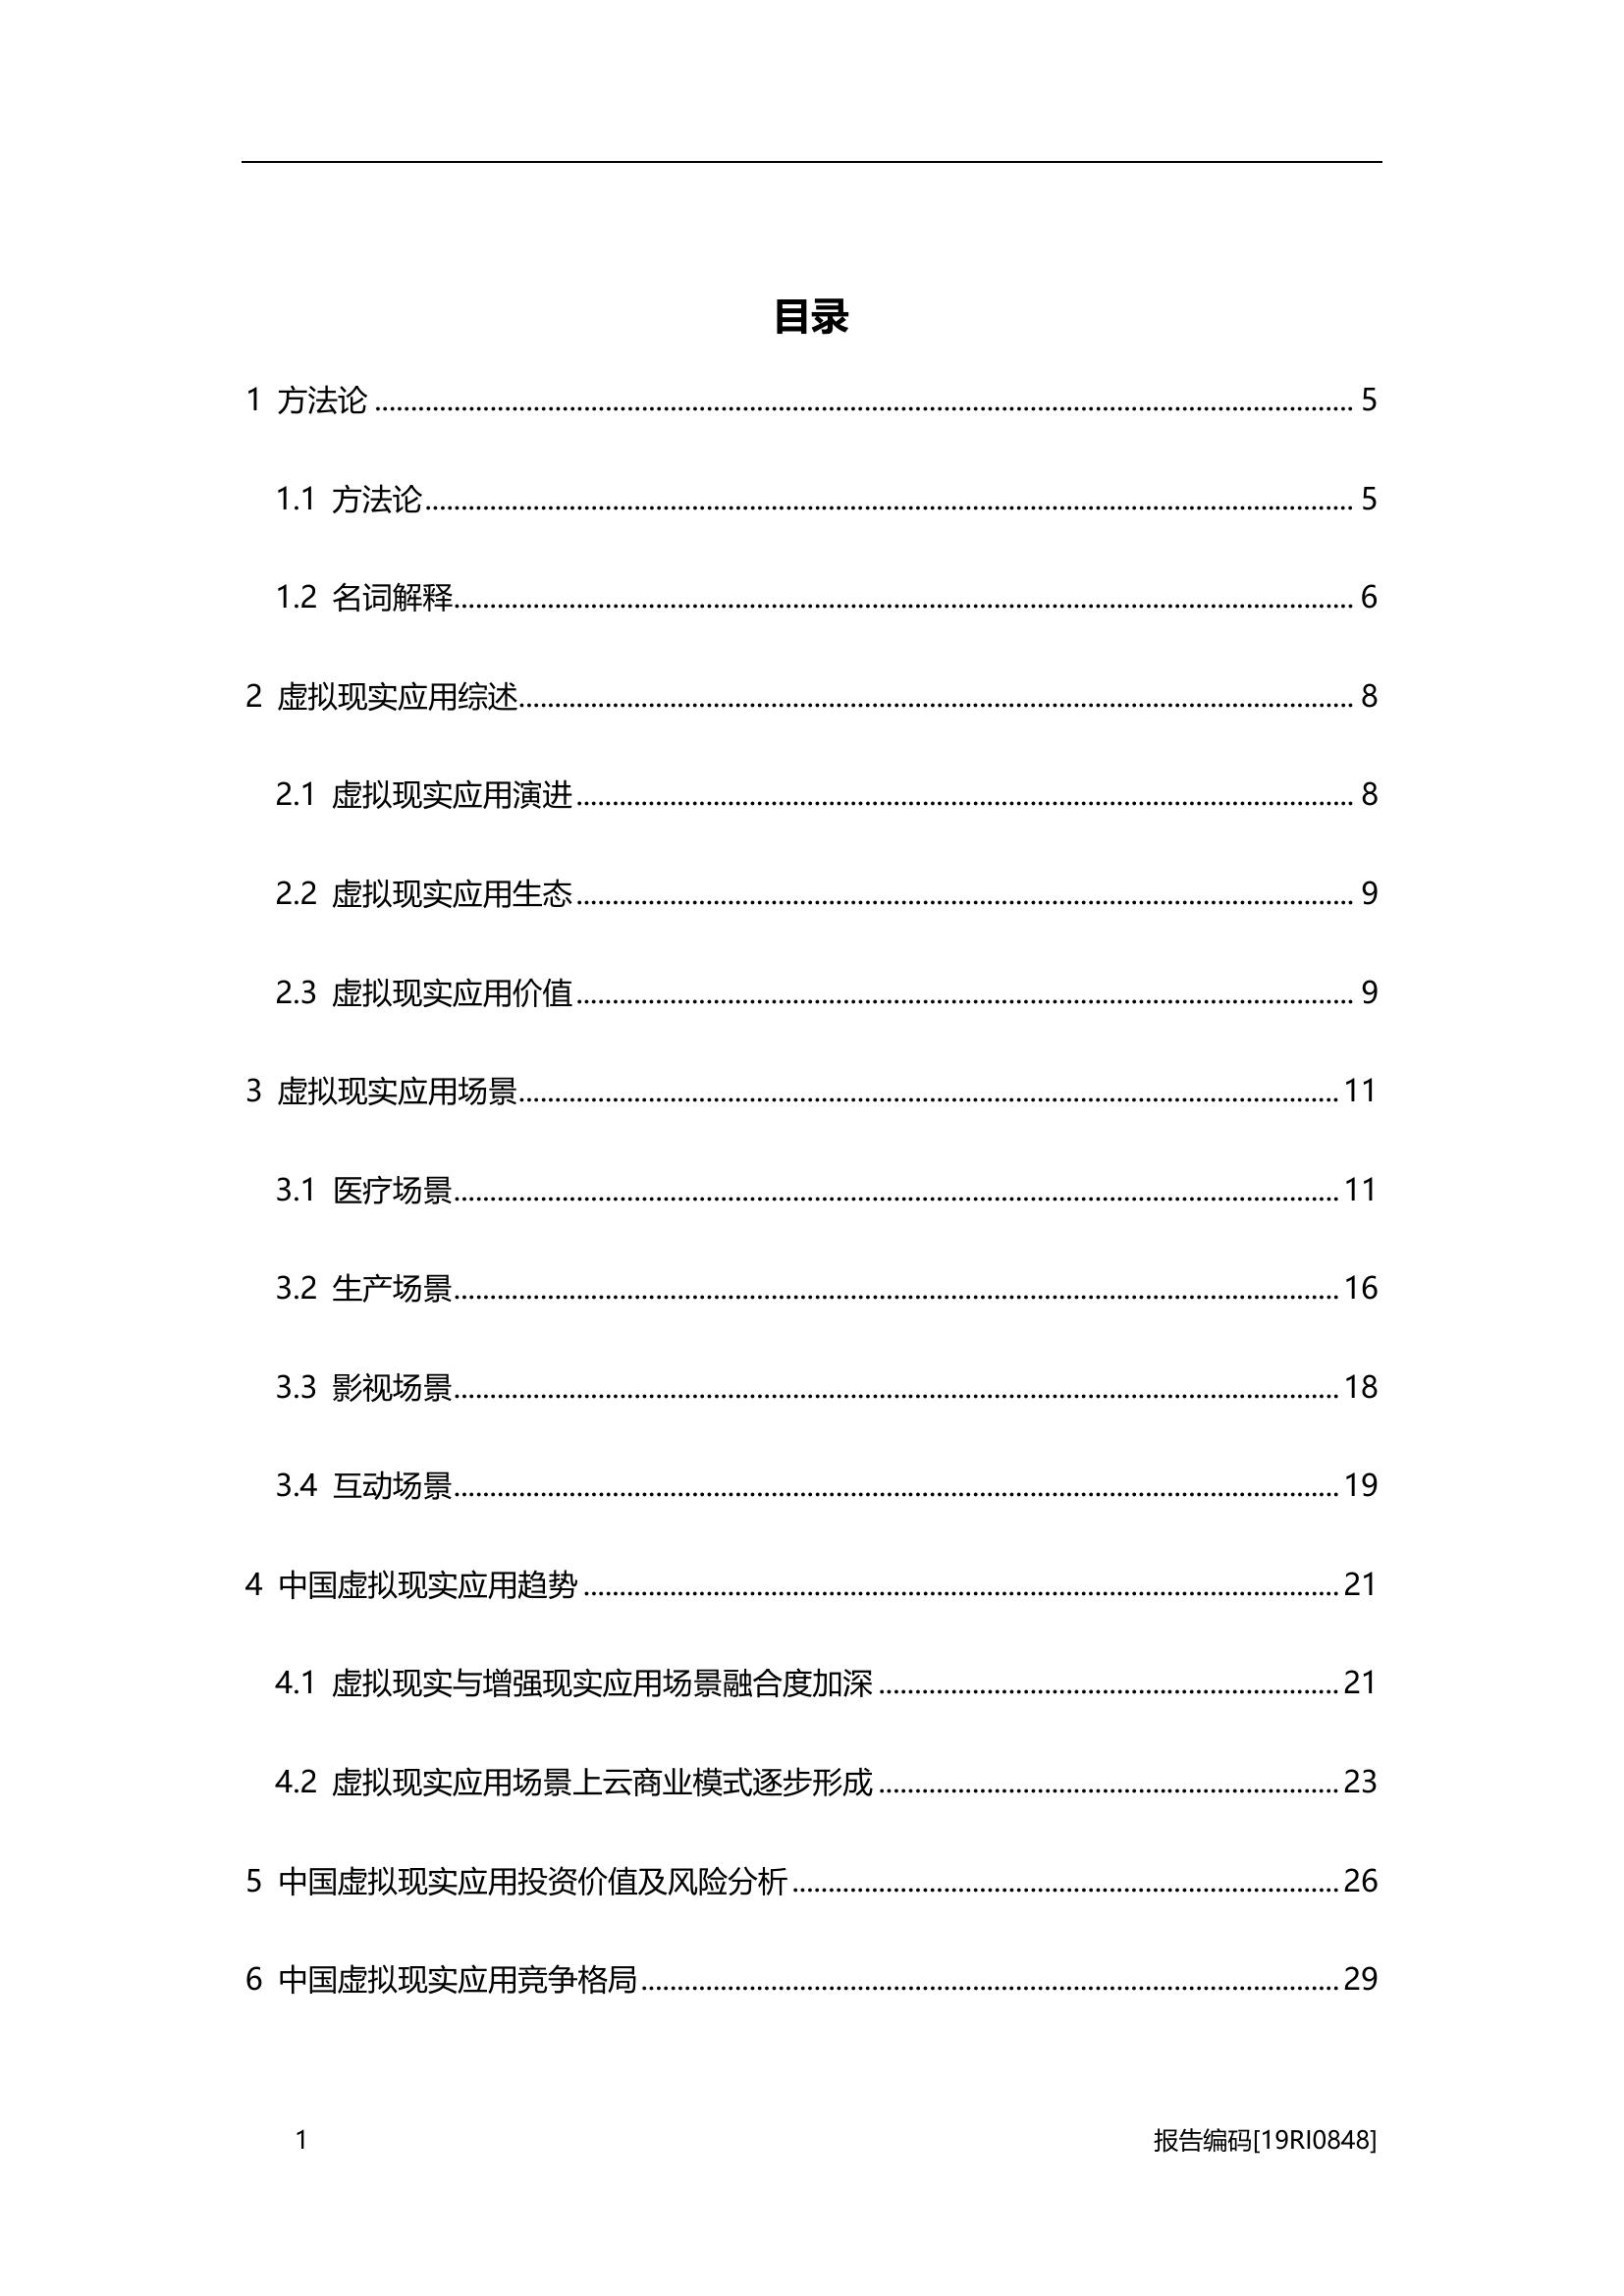 目录
1 方法论 ........ 5
1.1 方法论 ........ 5
1.2 名词解释 ........ 6
2 虚拟现实应用综述 ........ 8
2.1 虚拟现实应用演进 ........ 8
2.2 虚拟现实应用生态 ........ 9
2.3 虚拟现实应用价值 ........ 9
3 虚拟现实应用场景 ........ 11
3.1 医疗场景 ........ 11
3.2 生产场景 ........ 16
3.3 影视场景 ........ 18
3.4 互动场景 ........ 19
4 中国虚拟现实应用趋势 ........ 21
4.1 虚拟现实与增强现实应用场景融合度加深 ........ 21
4.2 虚拟现实应用场景上云商业模式逐步形成 ........ 23
5 中国虚拟现实应用投资价值及风险分析 ........ 26
6 中国虚拟现实应用竞争格局 ........ 29
1 报告编码[19RI0848]